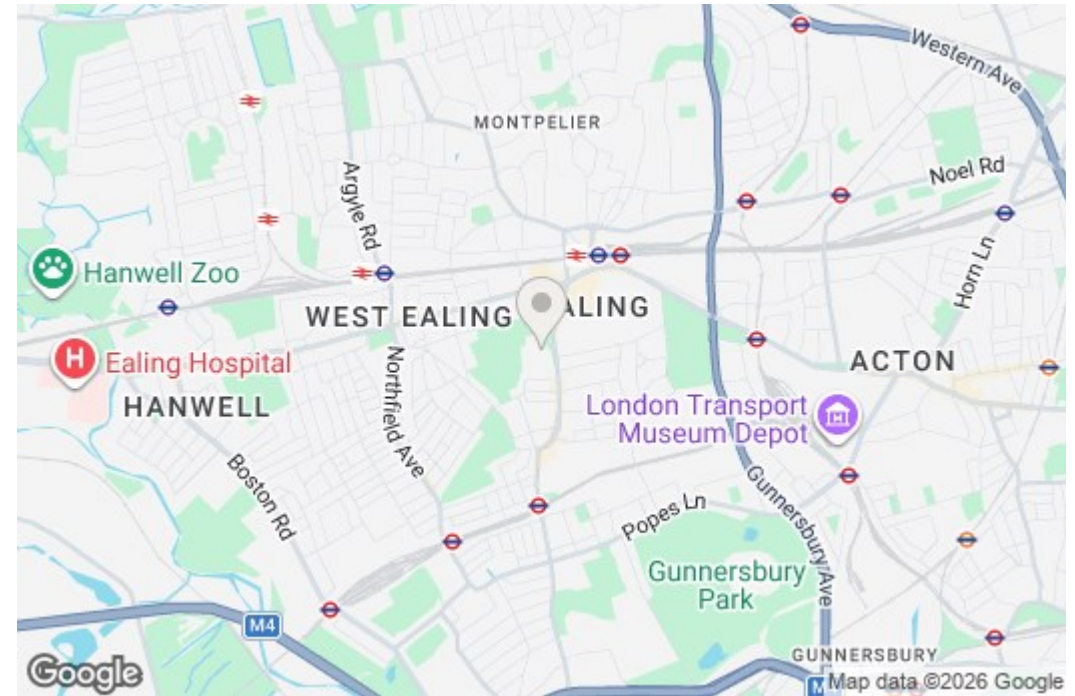 Western Ave
MONTPELIER
Noel Rd
Argyle Rd
Hanwell Zoo
Horn Ln
WEST EALING
ALING
H
Ealing Hospital
ACTON
HANWELL
Northfield Ave
London Transport
Museum Depot
Boston Rd
Popes Ln
Gunnersbury Ave
Gunnersbury
Park
M4
GUNNERSBURY
M
Google
Map data ©2026 Google